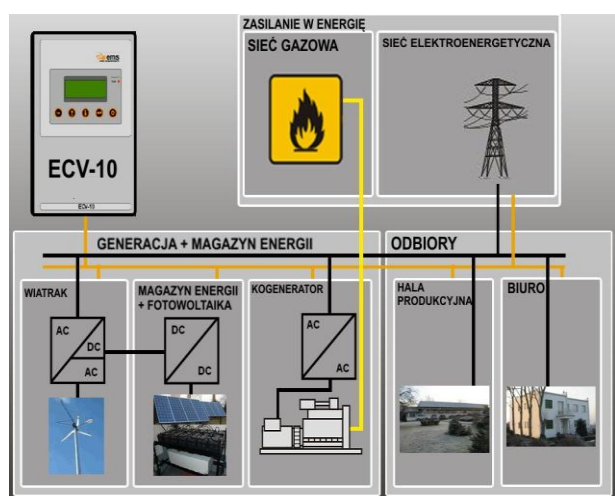 ZASILANIE W ENERGIĘ
SIEĆ GAZOWA
SIEĆ ELEKTROENERGETYCZNA
ems
ECV-10
ECV-10
GENERACJA + MAGAZYN ENERGII
ODBIORY
WIATRAK
MAGAZYN ENERGII
+ FOTOWOLTAIKA
KOGENERATOR
HALA
PRODUKCYJNA
BIURO
AC
DC
AC
DC
DC
AC
AC